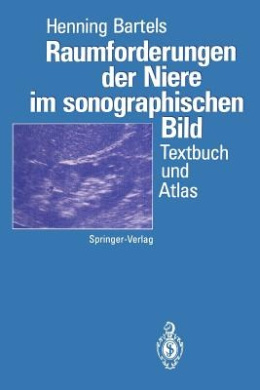 Henning Bartels
Raumforderungen
der Niere
im sonographischen
Bild
Textbuch und
Atlas
Springer-Verlag